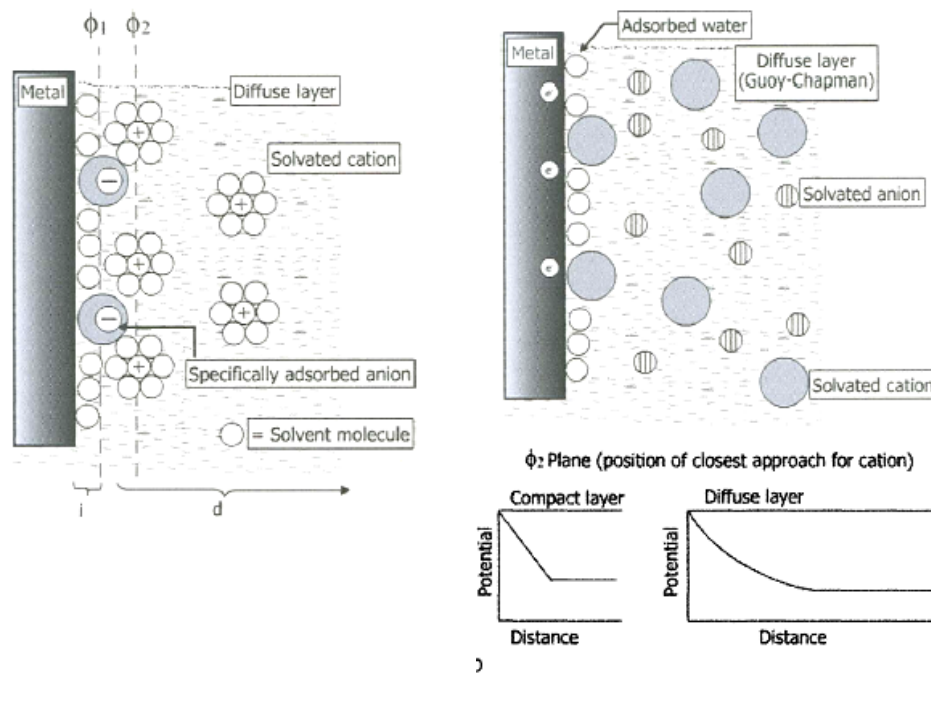 ϕ1 ϕ2
Metal
Diffuse layer
Solvated cation
+
−
+
+
+
−
+
Specifically adsorbed anion
= Solvent molecule
i
d
Adsorbed water
Metal
Diffuse layer
(Guoy-Chapman)
e
e
e
Solvated anion
Solvated cation
ϕ2 Plane (position of closest approach for cation)
Compact layer
Potential
Distance
Diffuse layer
Potential
Distance